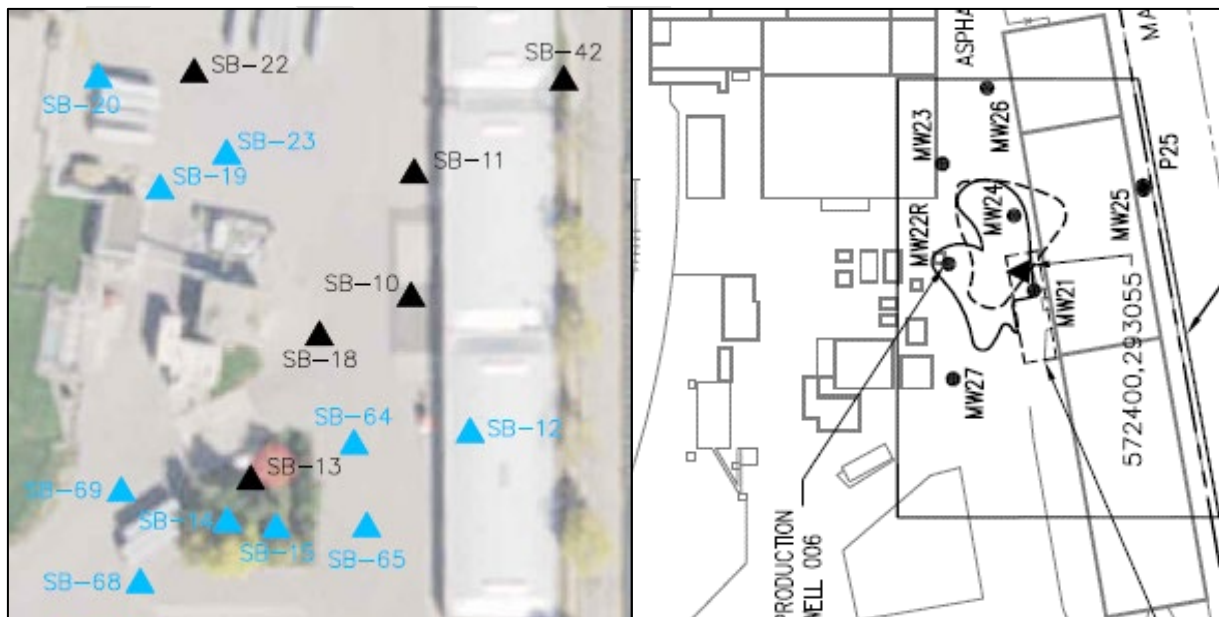 SB-22
SB-42
SB-20
SB-23
SB-11
SB-19
SB-10
SB-18
SB-64
SB-12
SB-13
SB-69
SB-14
SB-15
SB-65
SB-68
ASPHA
MA
MW26
MW23
P25
MW24
MW25
MW22R
MW21
MW27
572400,293055
PRODUCTION
WELL 006